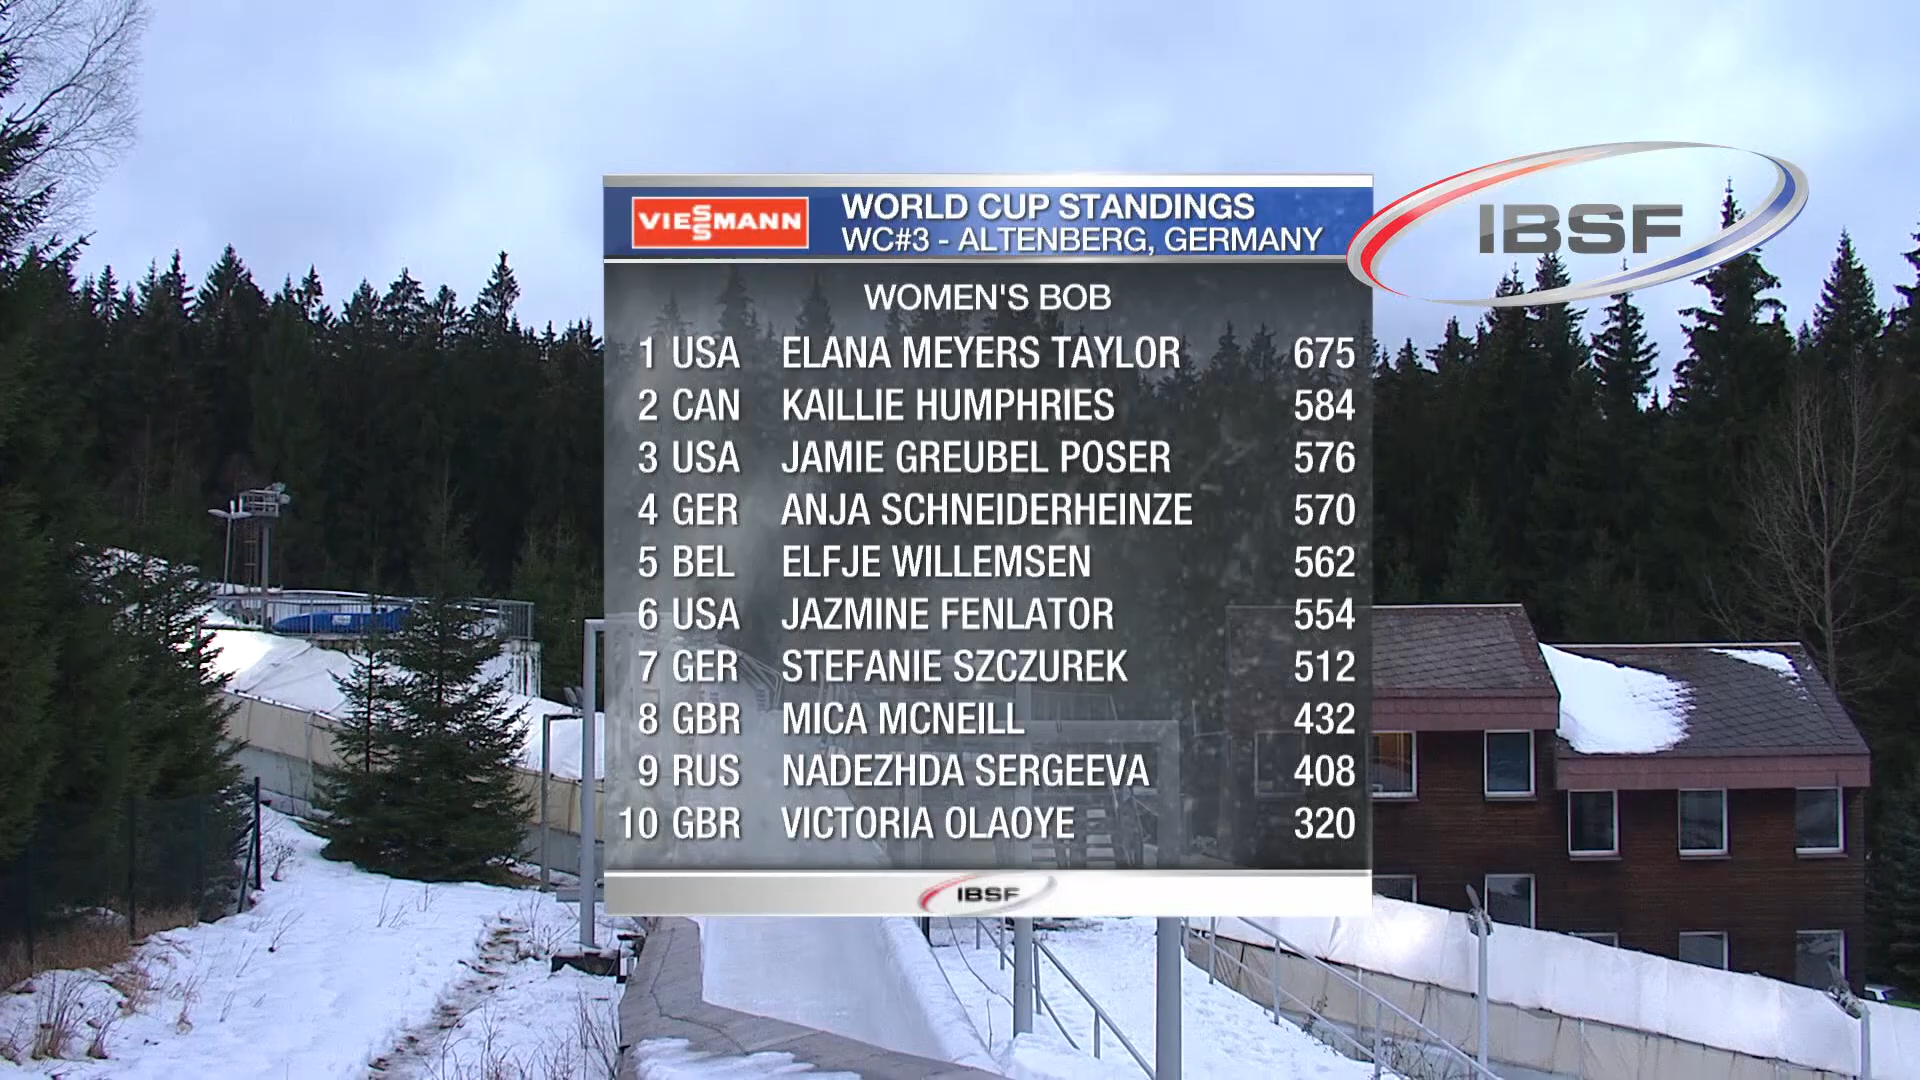 VIESSMANN
WORLD CUP STANDINGS
WC#3 - ALTENBERG, GERMANY
IBSF
WOMEN'S BOB
1 USA ELANA MEYERS TAYLOR 675
2 CAN KAILLIE HUMPHRIES 584
3 USA JAMIE GREUBEL POSER 576
4 GER ANJA SCHNEIDERHEINZE 570
5 BEL ELFJE WILLEMSEN 562
6 USA JAZMINE FENLATOR 554
7 GER STEFANIE SZCZUREK 512
8 GBR MICA MCNEILL 432
9 RUS NADEZHDA SERGEEVA 408
10 GBR VICTORIA OLAOYE 320
IBSF